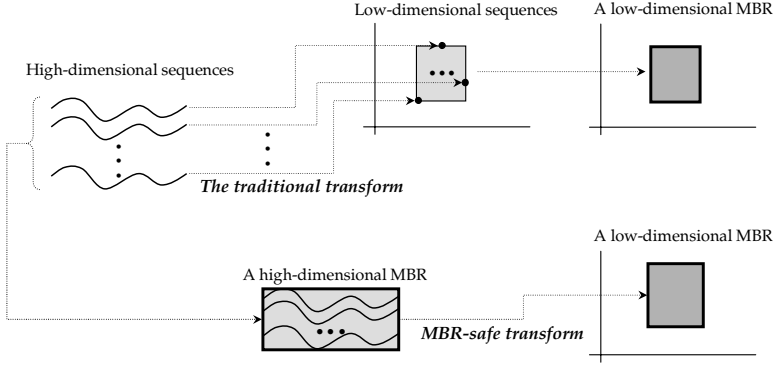 Low-dimensional sequences
A low-dimensional MBR
High-dimensional sequences
The traditional transform
A low-dimensional MBR
A high-dimensional MBR
MBR-safe transform